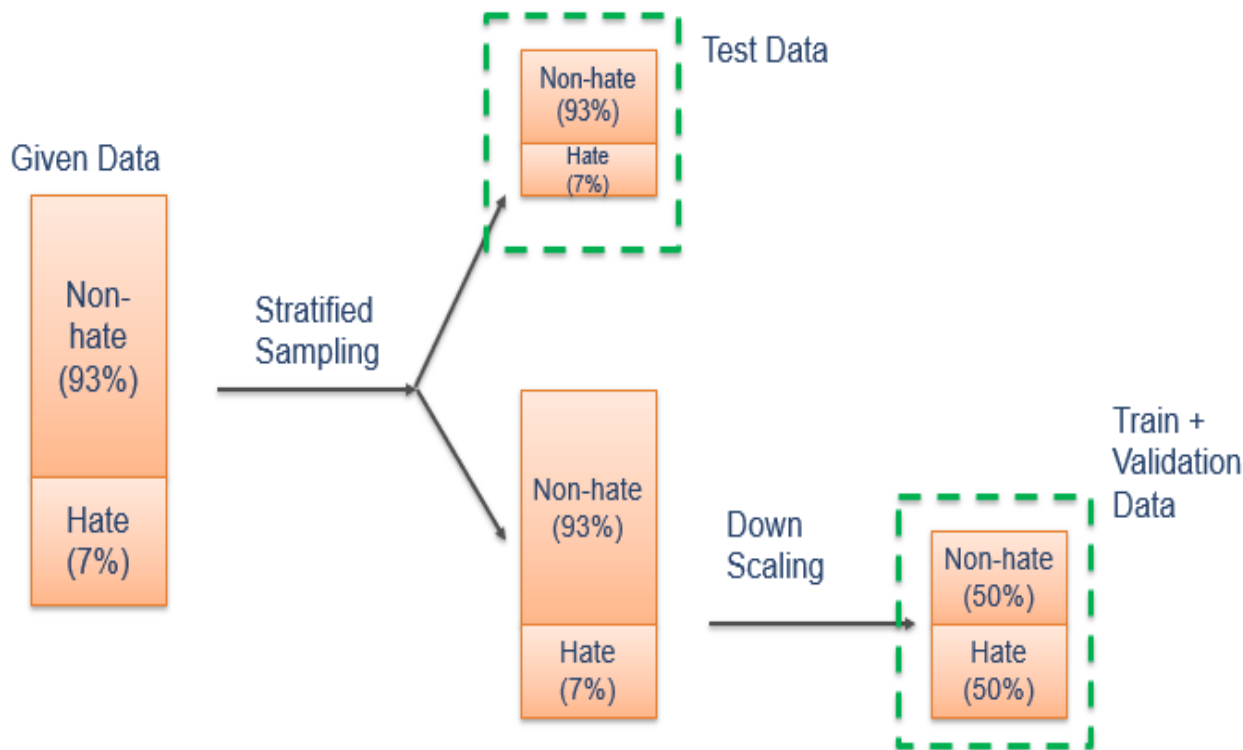 Given Data
Non-
hate
(93%)
Hate
(7%)
Stratified
Sampling
Non-hate
(93%)
Hate
(7%)
Test Data
Non-hate
(93%)
Hate
(7%)
Down
Scaling
Train +
Validation
Data
Non-hate
(50%)
Hate
(50%)